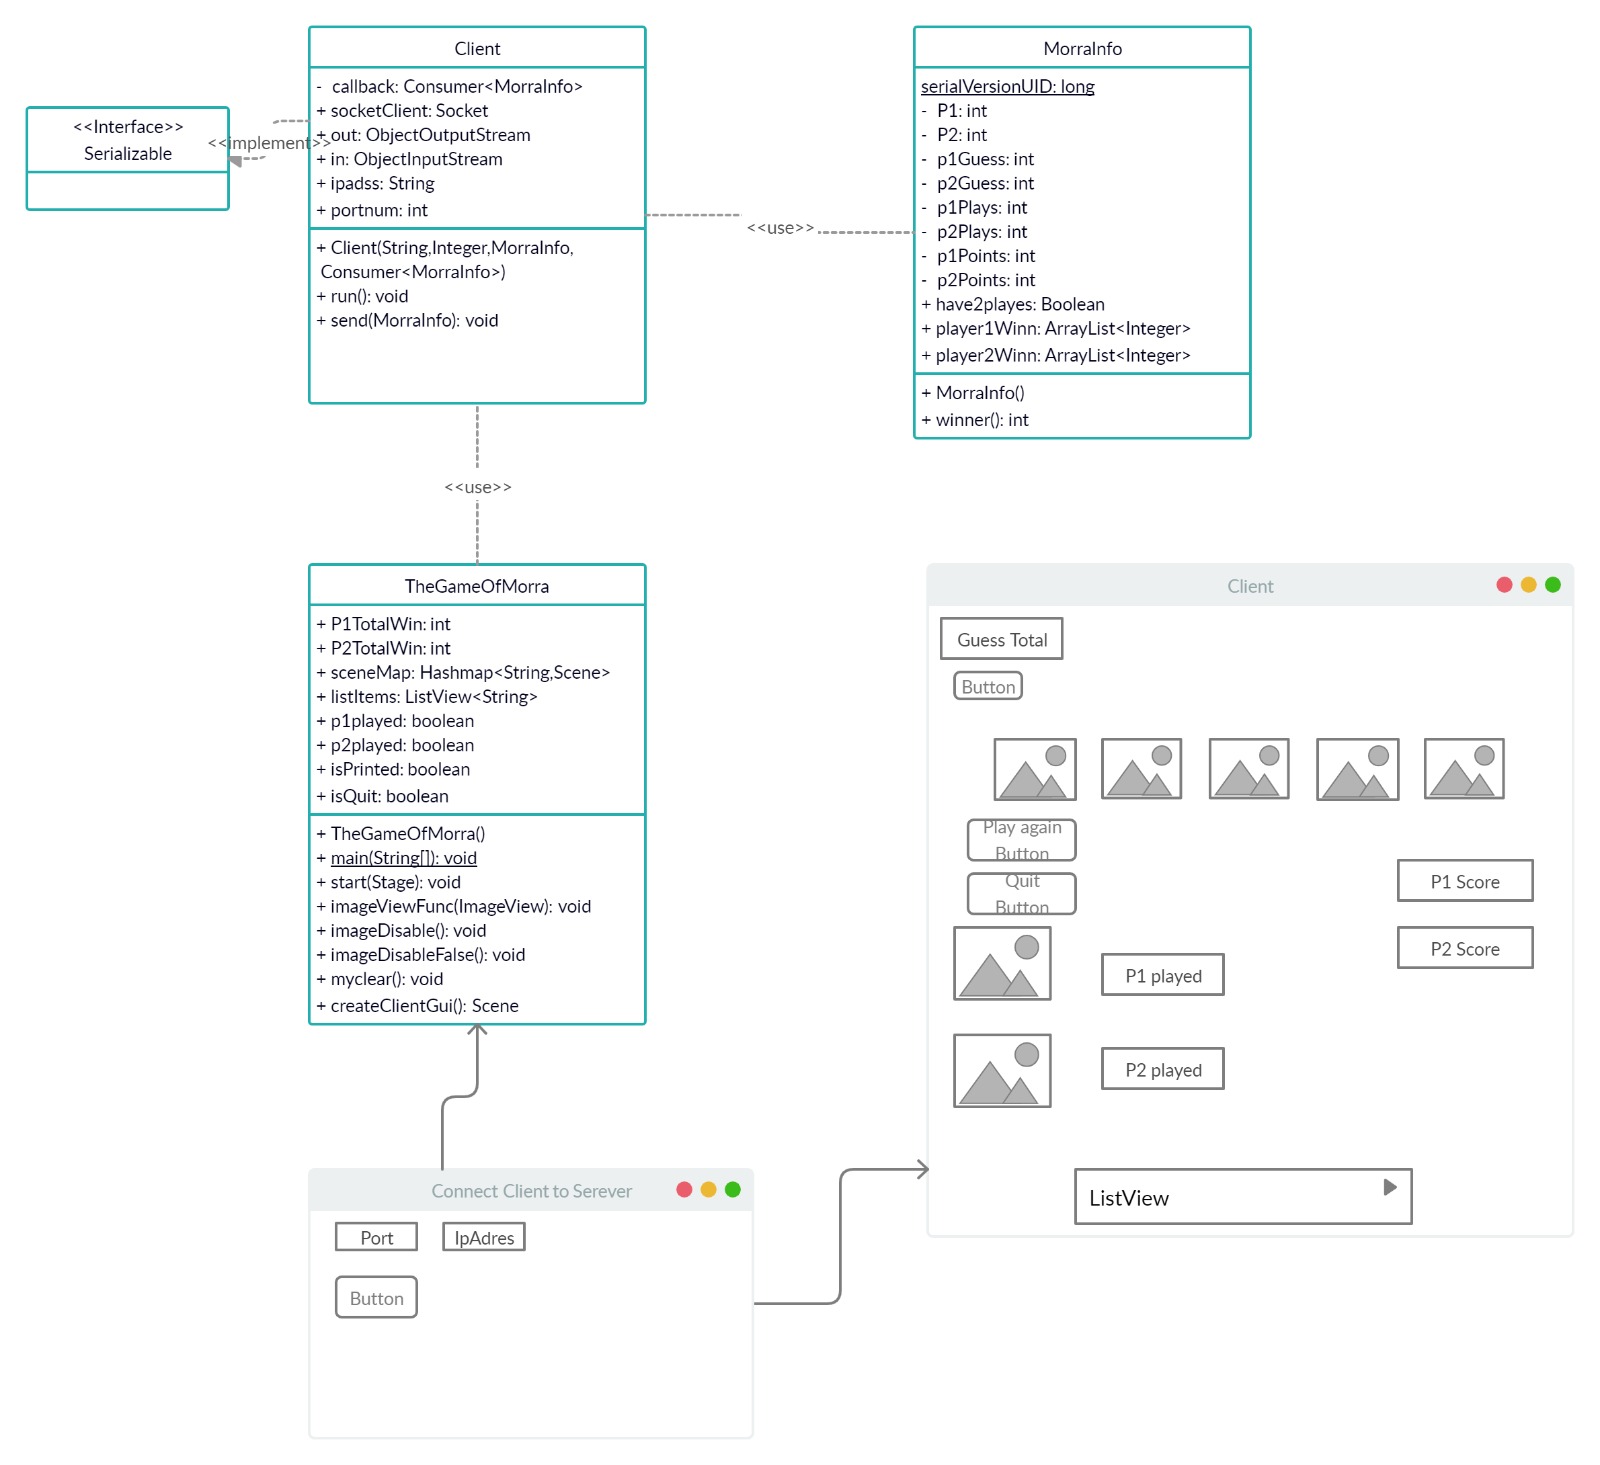 <<Interface>>
Serializable
<<implement>>
Client
- callback: Consumer<MorraInfo>
+ socketClient: Socket
+ out: ObjectOutputStream
+ in: ObjectInputStream
+ ipadss: String
+ portnum: int
+ Client(String,Integer,MorraInfo,
Consumer<MorraInfo>)
+ run(): void
+ send(MorraInfo): void
<<use>>
MorraInfo
serialVersionUID: long
- P1: int
- P2: int
- p1Guess: int
- p2Guess: int
- p1Plays: int
- p2Plays: int
- p1Points: int
- p2Points: int
+ have2playes: Boolean
+ player1Winn: ArrayList<Integer>
+ player2Winn: ArrayList<Integer>
+ MorraInfo()
+ winner(): int
<<use>>
TheGameOfMorra
+ P1TotalWin: int
+ P2TotalWin: int
+ sceneMap: Hashmap<String,Scene>
+ listItems: ListView<String>
+ p1played: boolean
+ p2played: boolean
+ isPrinted: boolean
+ isQuit: boolean
+ TheGameOfMorra()
+ main(String[]): void
+ start(Stage): void
+ imageViewFunc(ImageView): void
+ imageDisable(): void
+ imageDisableFalse(): void
+ myclear(): void
+ createClientGui(): Scene
Client
Guess Total
Button
Play again
Button
Quit
Button
P1 Score
P2 Score
P1 played
P2 played
ListView
Connect Client to Serever
Port
IpAdres
Button